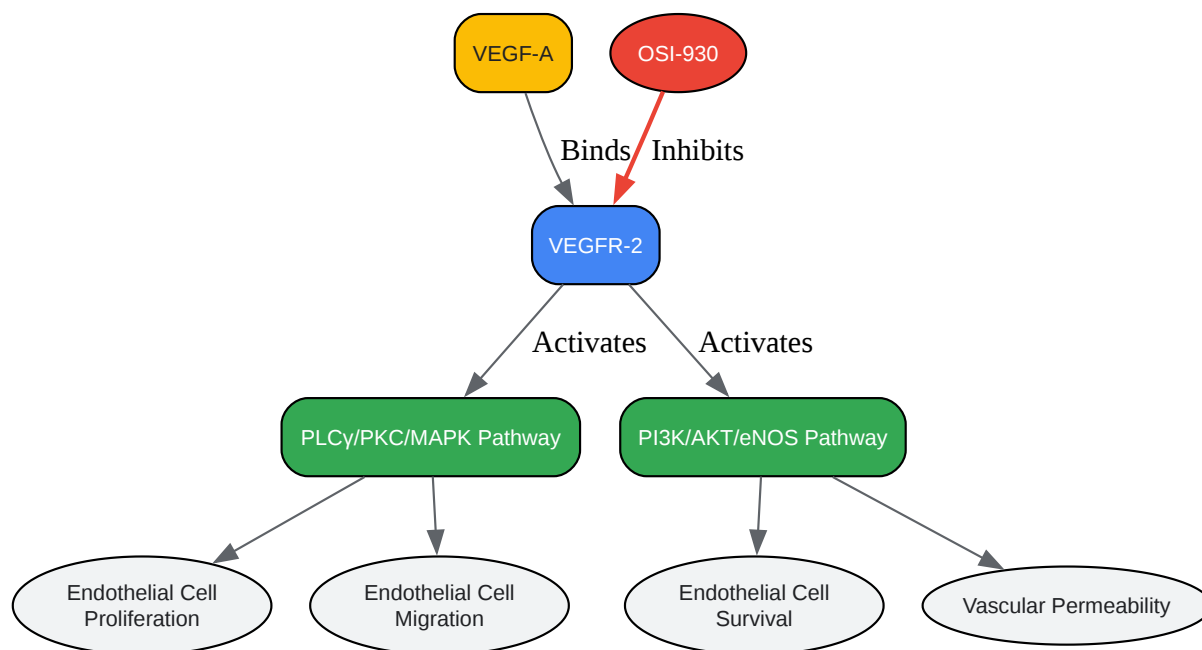 VEGF-A
OSI-930
Binds
Inhibits
VEGFR-2
Activates
Activates
PLCγ/PKC/MAPK Pathway
PI3K/AKT/eNOS Pathway
Endothelial Cell
Proliferation
Endothelial Cell
Migration
Endothelial Cell
Survival
Vascular Permeability